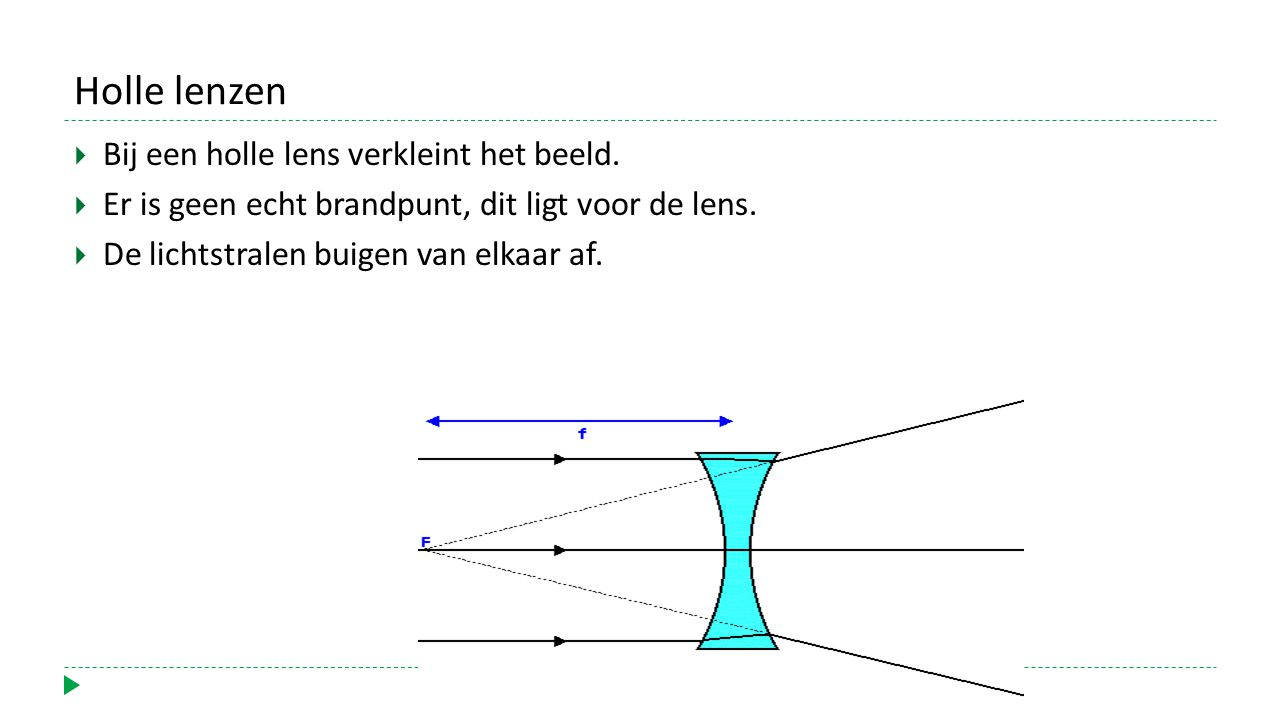 Holle lenzen
Bij een holle lens verkleint het beeld.
Er is geen echt brandpunt, dit ligt voor de lens.
De lichtstralen buigen van elkaar af.
f
F